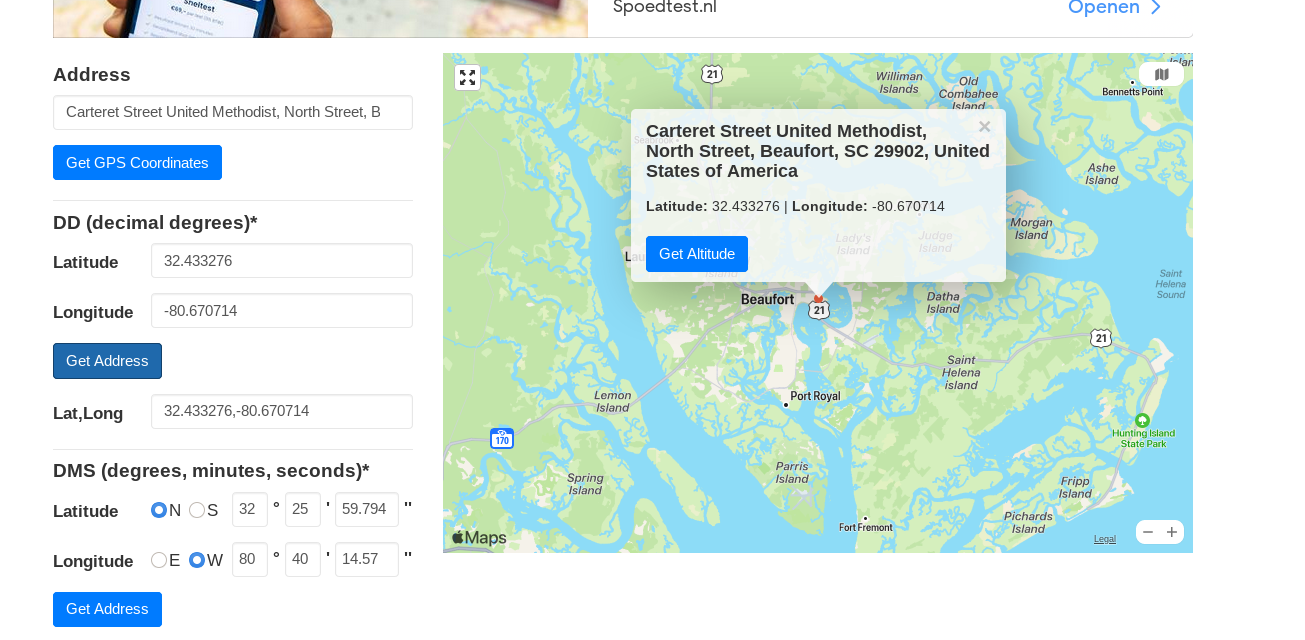 Sneltest
Spoedtest.nl
Openen
Address
Carteret Street United Methodist, North Street, B
Get GPS Coordinates
DD (decimal degrees)*
Latitude
32.433276
Longitude
-80.670714
Get Address
Lat,Long
32.433276,-80.670714
DMS (degrees, minutes, seconds)*
Latitude N S 32 ° 25 ' 59.794 ''
Longitude E W 80 ° 40 ' 14.57 ''
Get Address
21
Williman
Islands
Old
Combahee
Island
Island
Bennetts Point
×
Carteret Street United Methodist,
North Street, Beaufort, SC 29902, United
States of America
Latitude: 32.433276 | Longitude: -80.670714
Get Altitude
Ashe
Island
Morgan
Island
Lady's
Island
Judge
Island
Saint
Helena
Sound
Beaufort
21
Datha
Island
21
Saint
Helena
island
Lemon
Island
Port Royal
170
Hunting Island
State Park
Spring
Island
Parris
Island
Fripp
Island
Pichards
Island
Fort Fremont
Maps
Legal
− +